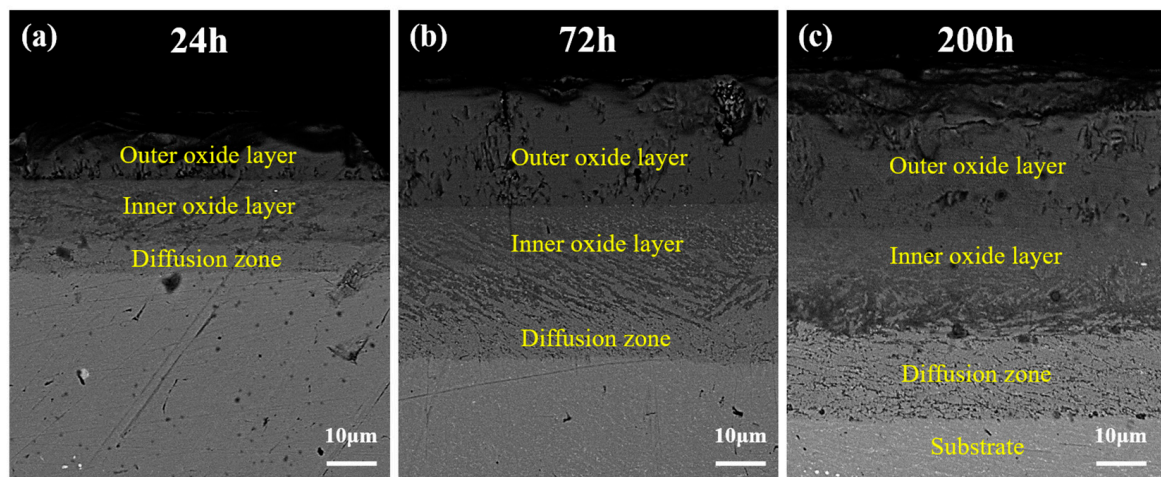 (a)
24h
Outer oxide layer
Inner oxide layer
Diffusion zone
10μm
(b)
72h
Outer oxide layer
Inner oxide layer
Diffusion zone
10μm
(c)
200h
Outer oxide layer
Inner oxide layer
Diffusion zone
Substrate
10μm